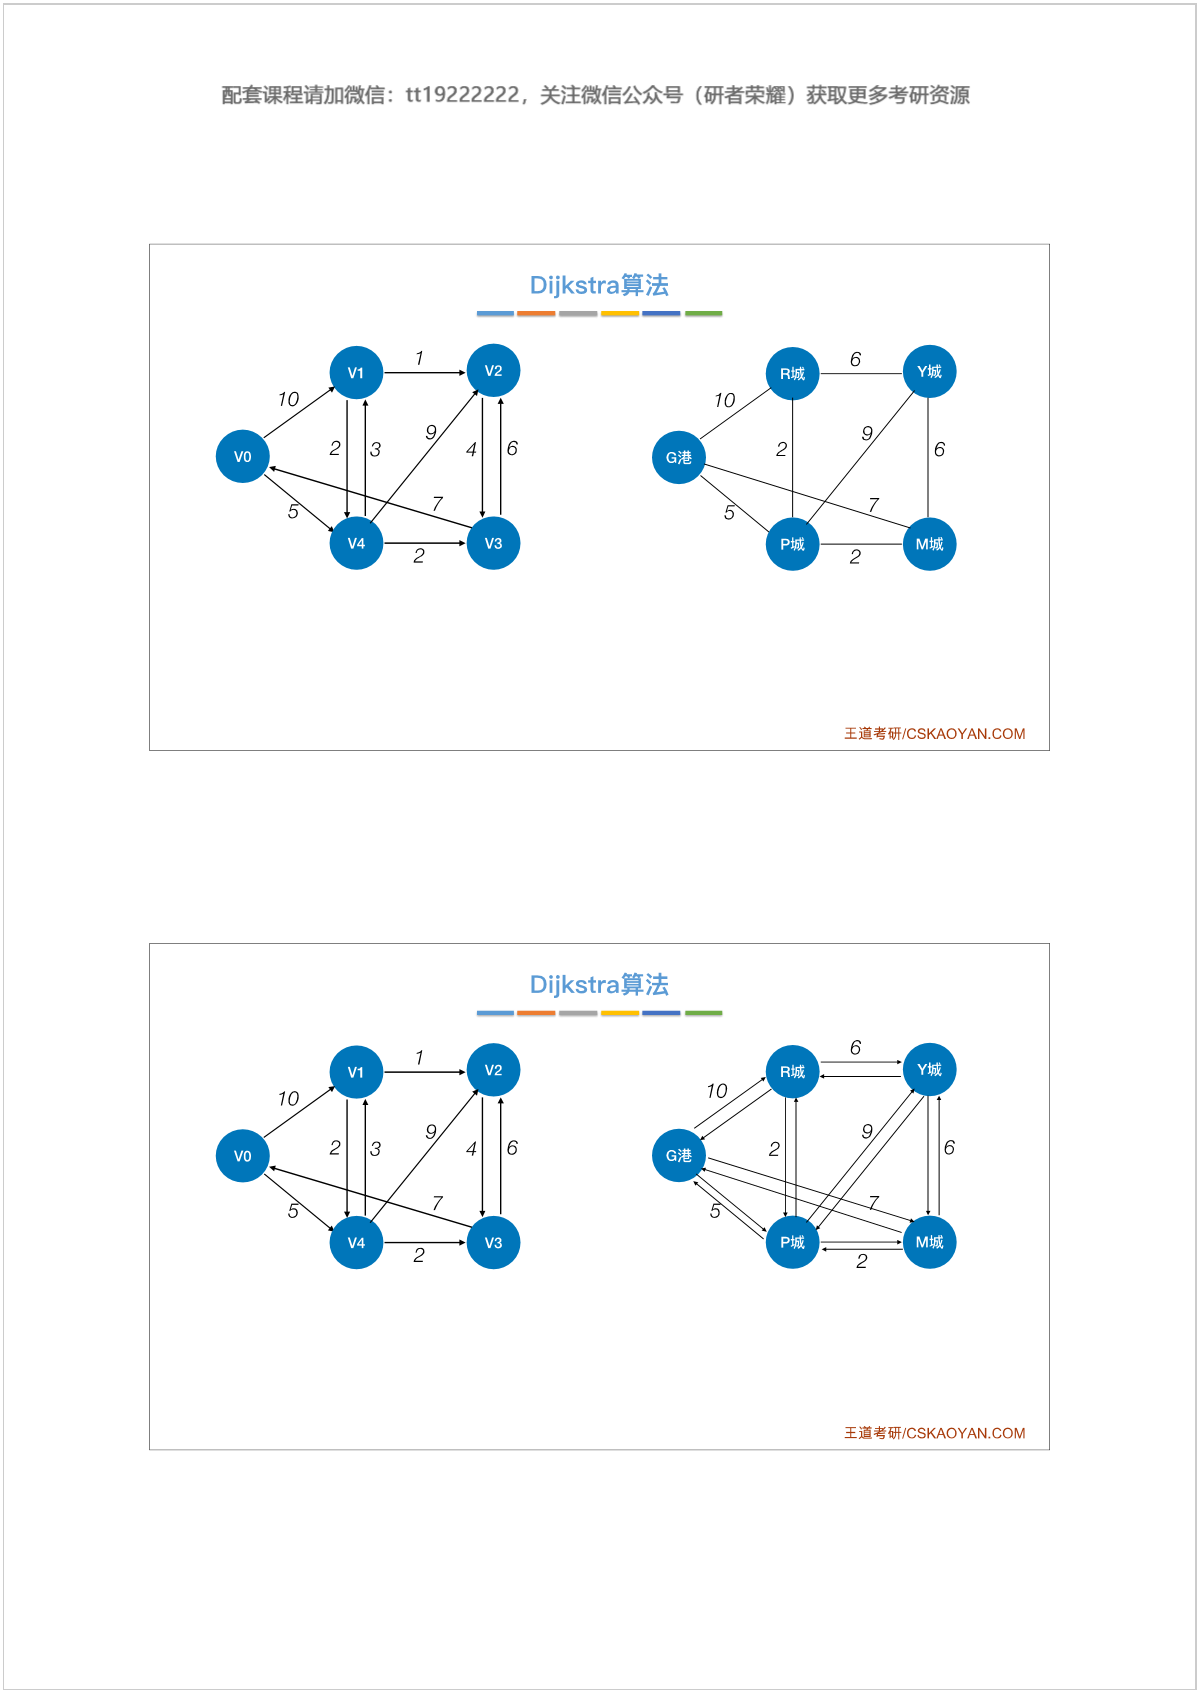 配套课程请加微信：tt19222222，关注微信公众号（研者荣耀）获取更多考研资源
Dijkstra算法
V1
1
V2
10
V0
2
3
9
4
6
5
7
V4
2
V3
R城
6
Y城
10
G港
2
9
6
5
7
P城
2
M城
王道考研/CSKAOYAN.COM
Dijkstra算法
V1
1
V2
10
V0
2
3
9
4
6
5
7
V4
2
V3
R城
6
Y城
10
G港
2
9
6
5
7
P城
2
M城
王道考研/CSKAOYAN.COM